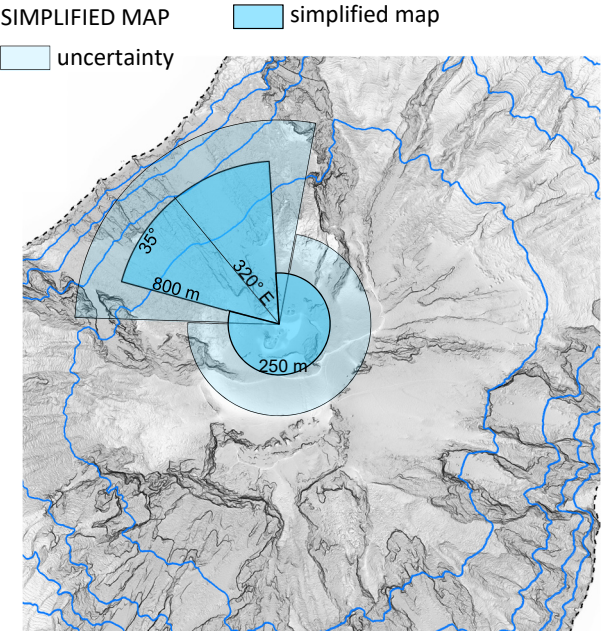 SIMPLIFIED MAP
simplified map
uncertainty
35°
320° E
800 m
250 m